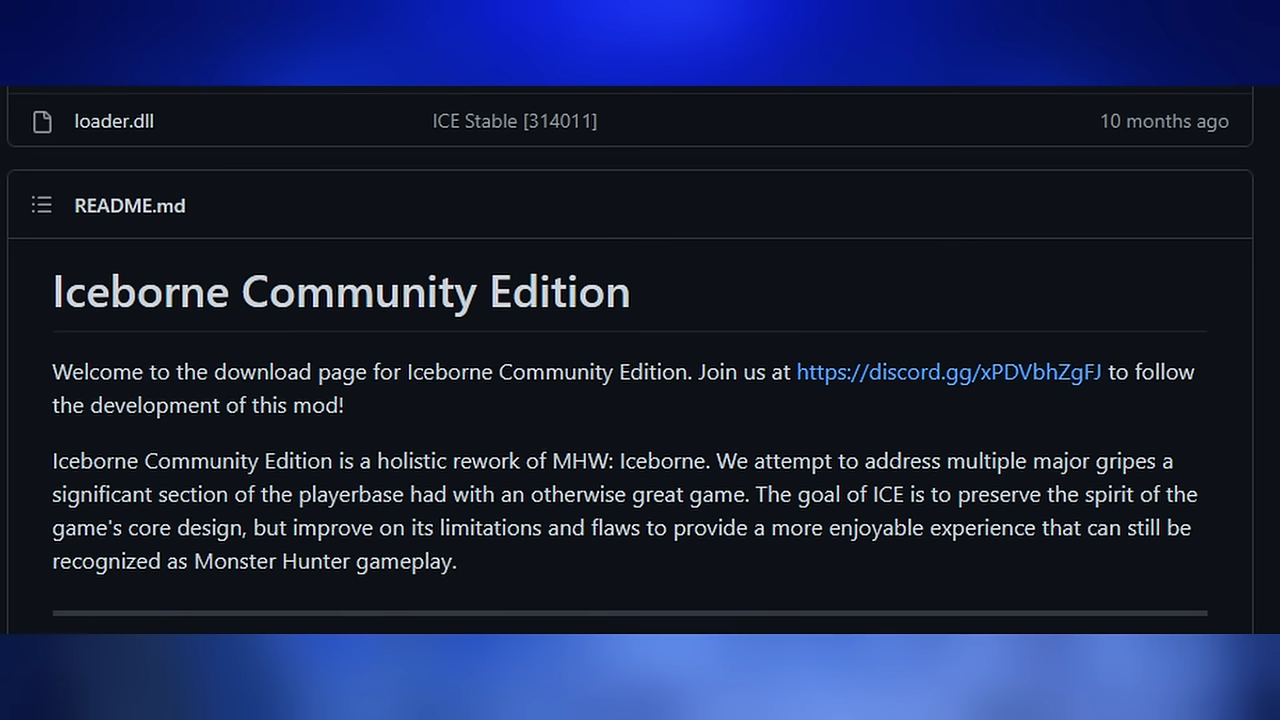 loader.dll ICE Stable [314011] 10 months ago
README.md
Iceborne Community Edition
Welcome to the download page for Iceborne Community Edition. Join us at https://discord.gg/xPDVbhZgFJ to follow
the development of this mod!
Iceborne Community Edition is a holistic rework of MHW: Iceborne. We attempt to address multiple major gripes a
significant section of the playerbase had with an otherwise great game. The goal of ICE is to preserve the spirit of the
game's core design, but improve on its limitations and flaws to provide a more enjoyable experience that can still be
recognized as Monster Hunter gameplay.